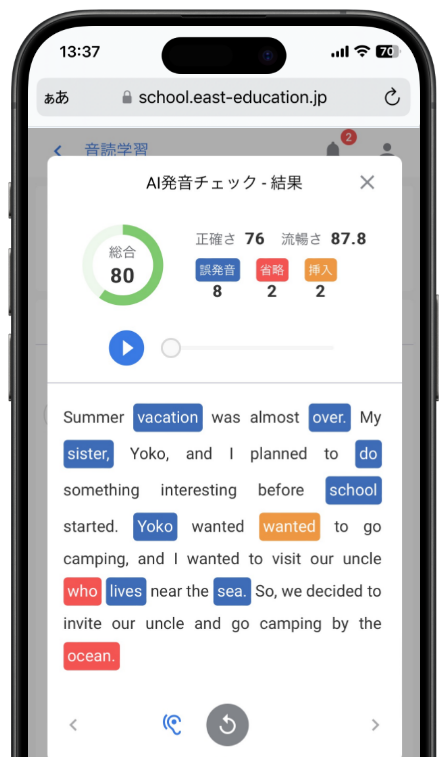 13:37
70
ぁあ school.east-education.jp
音読学習 2
AI発音チェック - 結果
総合
80
正確さ 76 流暢さ 87.8
誤発音 省略 挿入
8 2 2
Summer vacation was almost over. My
sister, Yoko, and I planned to do
something interesting before school
started. Yoko wanted wanted to go
camping, and I wanted to visit our uncle
who lives near the sea. So, we decided to
invite our uncle and go camping by the
ocean.